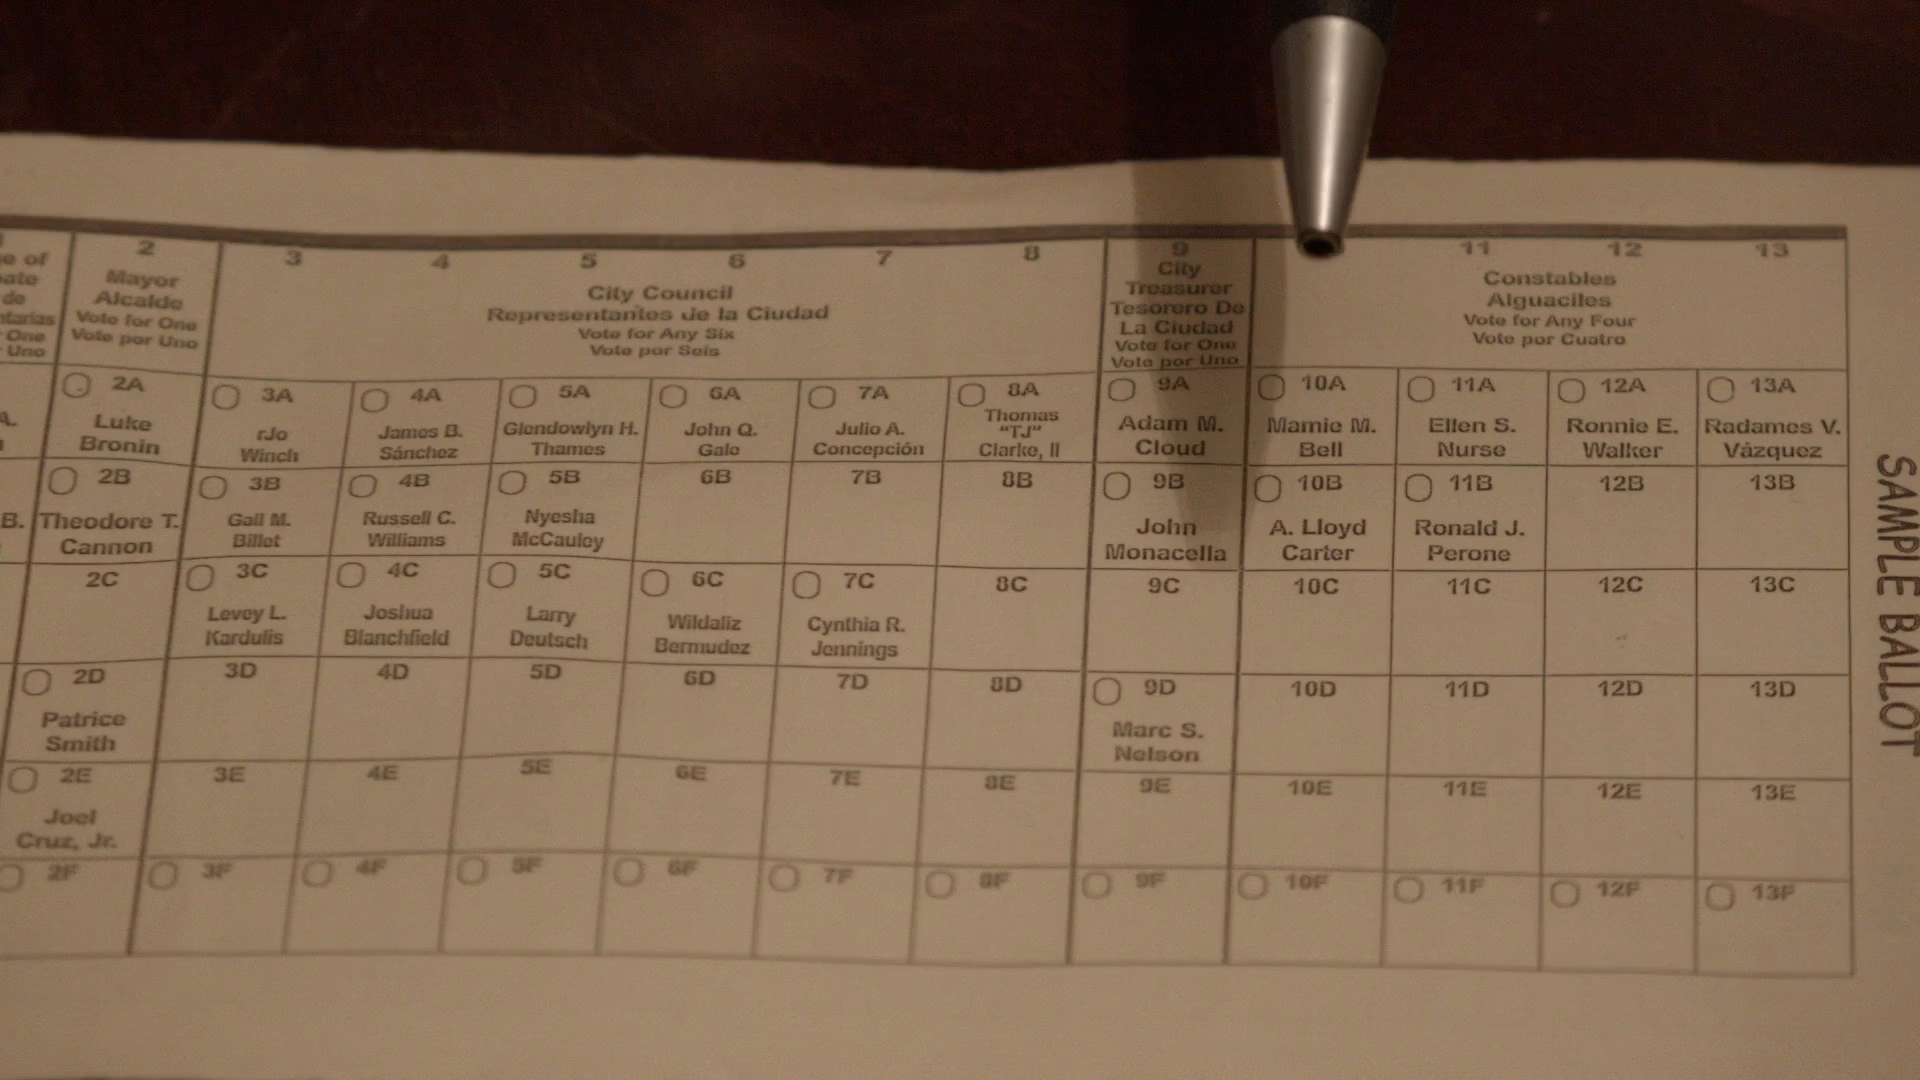 e of
ate
de
tarias
One
Uno
2
Mayor
Alcalde
Vote for One
Vote por Uno
3 4 5 6 7 8
City Council
Representantes de la Ciudad
Vote for Any Six
Vote por Seis
9
City
Treasurer
Tesorero De
La Ciudad
Vote for One
Vote por Uno
11 12 13
Constables
Alguaciles
Vote for Any Four
Vote por Cuatro
A.
2A
Luke
Bronin
3A
rJo
Winch
4A
James B.
Sánchez
5A
Glendowlyn H.
Thames
6A
John Q.
Gale
7A
Julio A.
Concepción
8A
Thomas
"TJ"
Clarke, II
9A
Adam M.
Cloud
10A
Mamie M.
Bell
11A
Ellen S.
Nurse
12A
Ronnie E.
Walker
13A
Radames V.
Vázquez
B.
2B
Theodore T.
Cannon
3B
Gail M.
Billet
4B
Russell C.
Williams
5B
Nyesha
McCauley
6B
7B
8B
9B
John
Monacella
10B
A. Lloyd
Carter
11B
Ronald J.
Perone
12B
13B
2C
3C
Levey L.
Kardulis
4C
Joshua
Blanchfield
5C
Larry
Deutsch
6C
Wildaliz
Bermudez
7C
Cynthia R.
Jennings
8C
9C
10C
11C
12C
13C
2D
Patrice
Smith
3D
4D
5D
6D
7D
8D
9D
Marc S.
Nelson
10D
11D
12D
13D
2E
Joel
Cruz, Jr.
3E
4E
5E
6E
7E
8E
9E
10E
11E
12E
13E
2F
3F
4F
5F
6F
7F
8F
9F
10F
11F
12F
13F
SAMPLE BALLOT